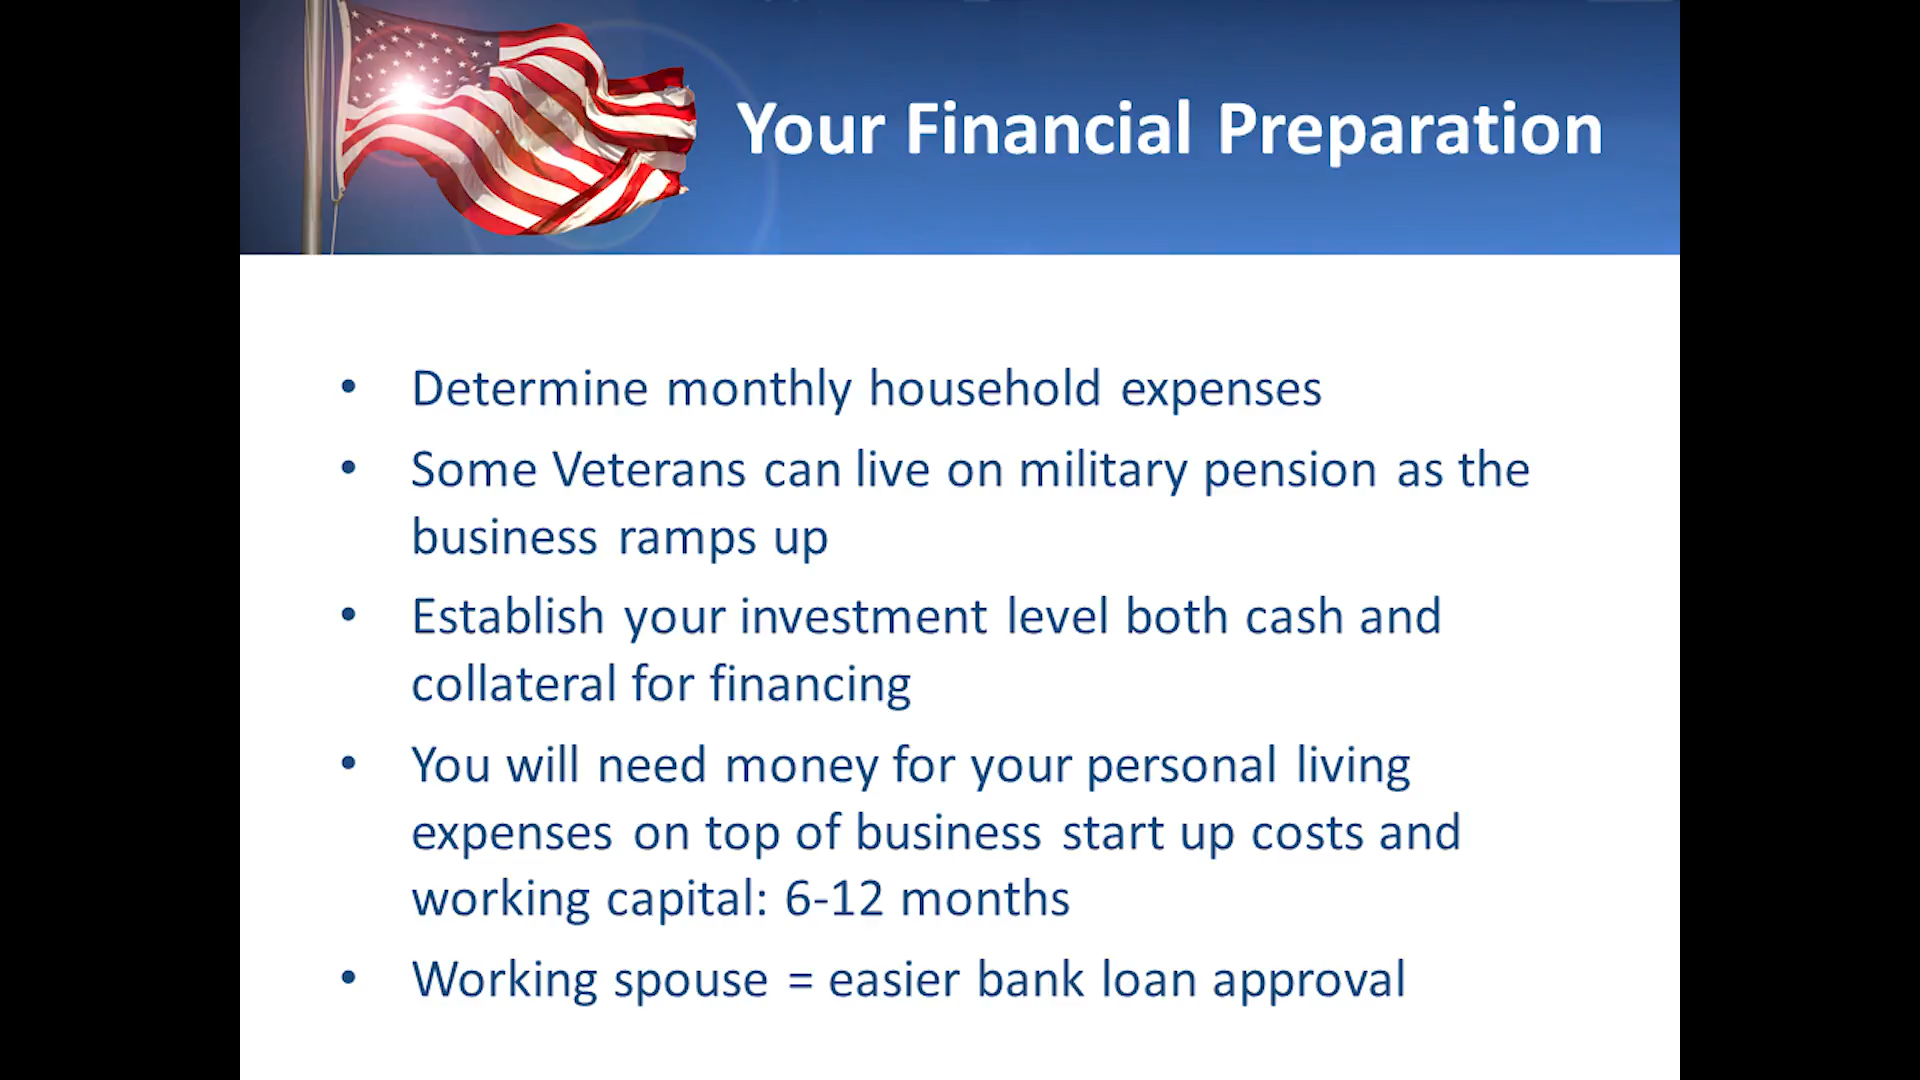 Your Financial Preparation
• Determine monthly household expenses
• Some Veterans can live on military pension as the
business ramps up
• Establish your investment level both cash and
collateral for financing
• You will need money for your personal living
expenses on top of business start up costs and
working capital: 6-12 months
• Working spouse = easier bank loan approval